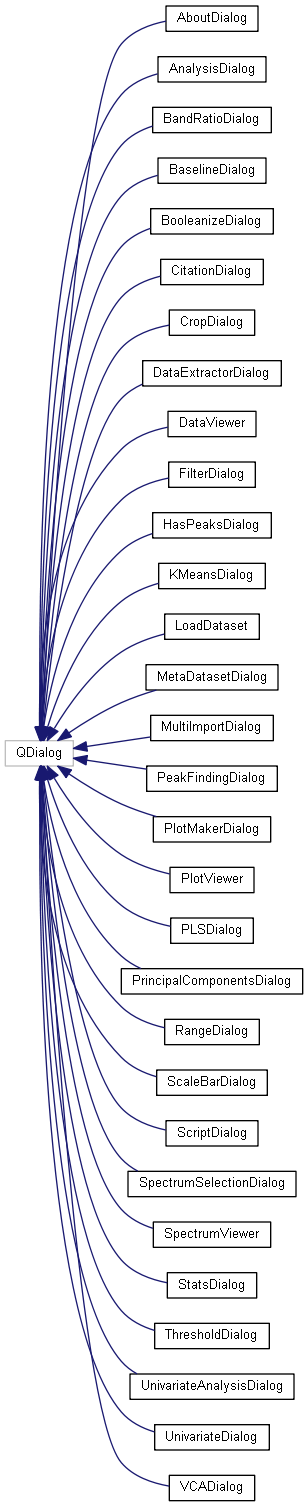 AboutDialog
AnalysisDialog
BandRatioDialog
BaselineDialog
BooleanizeDialog
CitationDialog
CropDialog
DataExtractorDialog
DataViewer
FilterDialog
HasPeaksDialog
KMeansDialog
LoadDataset
MetaDatasetDialog
MultiImportDialog
QDialog
PeakFindingDialog
PlotMakerDialog
PlotViewer
PLSDialog
PrincipalComponentsDialog
RangeDialog
ScaleBarDialog
ScriptDialog
SpectrumSelectionDialog
SpectrumViewer
StatsDialog
ThresholdDialog
UnivariateAnalysisDialog
UnivariateDialog
VCADialog